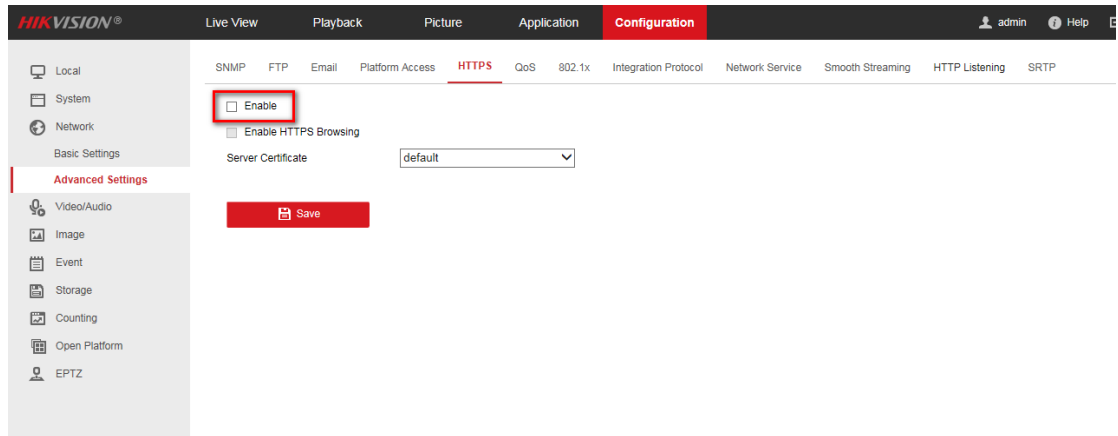 HIKVISION®
Live View Playback Picture Application Configuration admin Help
SNMP FTP Email Platform Access HTTPS QoS 802.1x Integration Protocol Network Service Smooth Streaming HTTP Listening SRTP
Local
System
Network
Basic Settings
Advanced Settings
Video/Audio
Image
Event
Storage
Counting
Open Platform
EPTZ
Enable
Enable HTTPS Browsing
Server Certificate default
Save